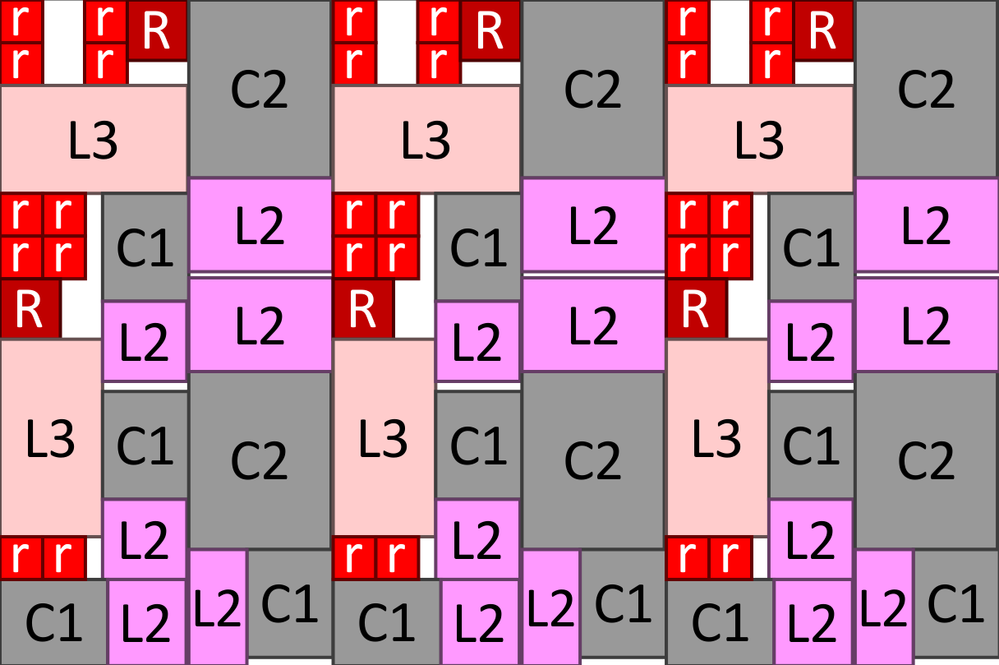 r r R C2 r r R C2 r r R C2
r r r r r r
L3 L3 L3
r r C1 L2 r r C1 L2 r r C1 L2
r r r r r r
R L2 L2 R L2 L2 R L2 L2
L3 C1 C2 L3 C1 C2 L3 C1 C2
r r L2 r r L2 r r L2
C1 L2 L2 C1 C1 L2 L2 C1 C1 L2 L2 C1